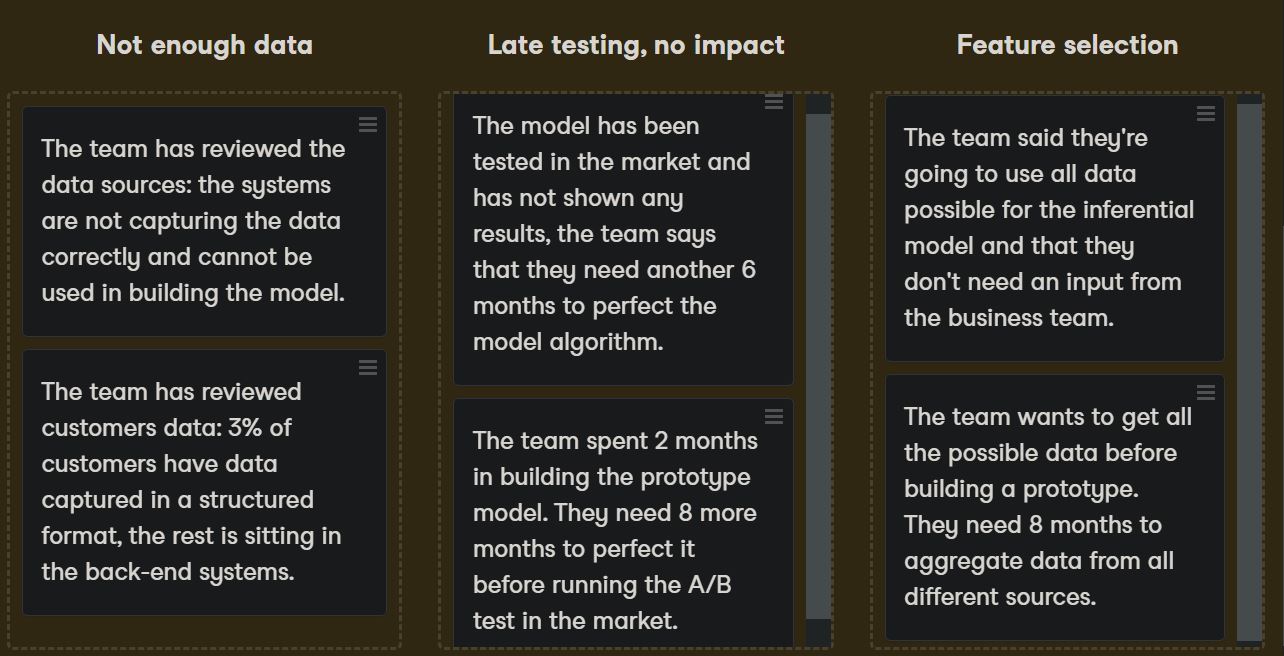 Not enough data
The team has reviewed the
data sources: the systems
are not capturing the data
correctly and cannot be
used in building the model.
The team has reviewed
customers data: 3% of
customers have data
captured in a structured
format, the rest is sitting in
the back-end systems.
Late testing, no impact
The model has been
tested in the market and
has not shown any
results, the team says
that they need another 6
months to perfect the
model algorithm.
The team spent 2 months
in building the prototype
model. They need 8 more
months to perfect it
before running the A/B
test in the market.
Feature selection
The team said they're
going to use all data
possible for the inferential
model and that they
don't need an input from
the business team.
The team wants to get all
the possible data before
building a prototype.
They need 8 months to
aggregate data from all
different sources.